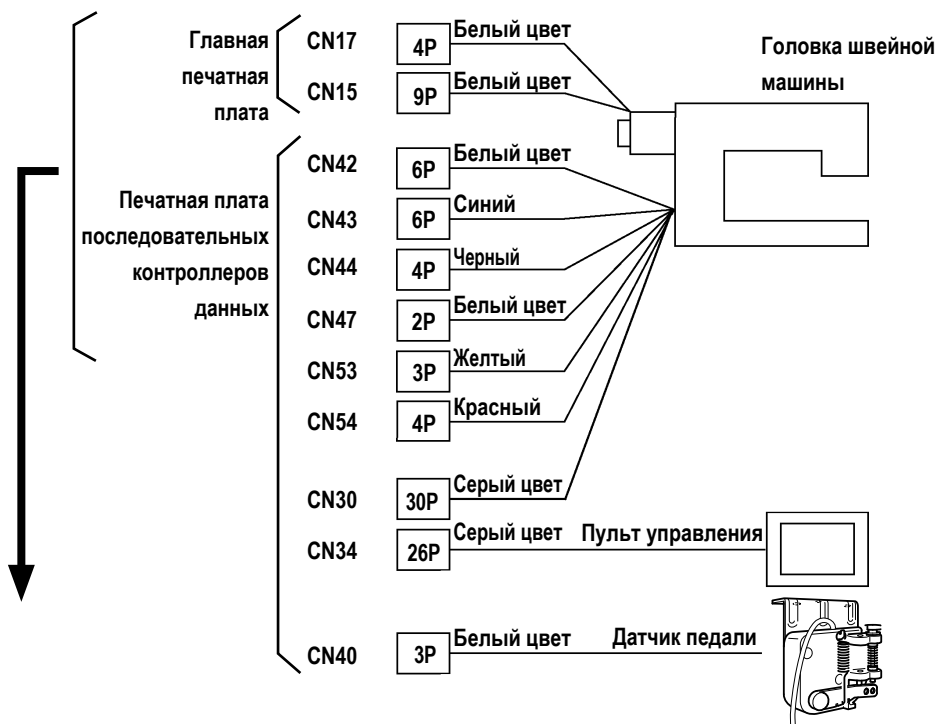 Главная
печатная
плата
CN17 4P Белый цвет
CN15 9P Белый цвет
Головка швейной
машины
Печатная плата
последовательных
контроллеров
данных
CN42 6P Белый цвет
CN43 6P Синий
CN44 4P Черный
CN47 2P Белый цвет
CN53 3P Желтый
CN54 4P Красный
CN30 30P Серый цвет
CN34 26P Серый цвет Пульт управления
CN40 3P Белый цвет Датчик педали